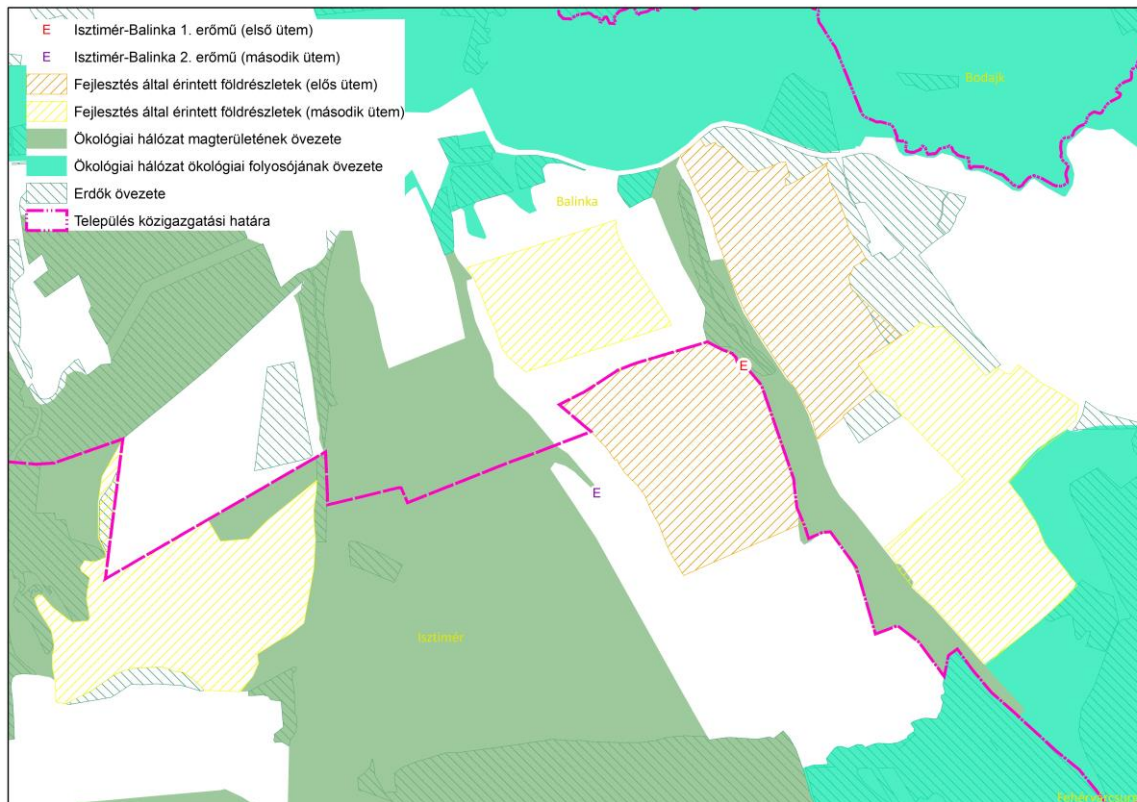 E Isztimér-Balinka 1. erőmű (első ütem)
E Isztimér-Balinka 2. erőmű (második ütem)
Fejlesztés által érintett földrészletek (elős ütem)
Fejlesztés által érintett földrészletek (második ütem)
Ökológiai hálózat magterületének övezete
Ökológiai hálózat ökológiai folyosójának övezete
Erdők övezete
Település közigazgatási határa
Bodajk
Balinka
E
E
Isztimér